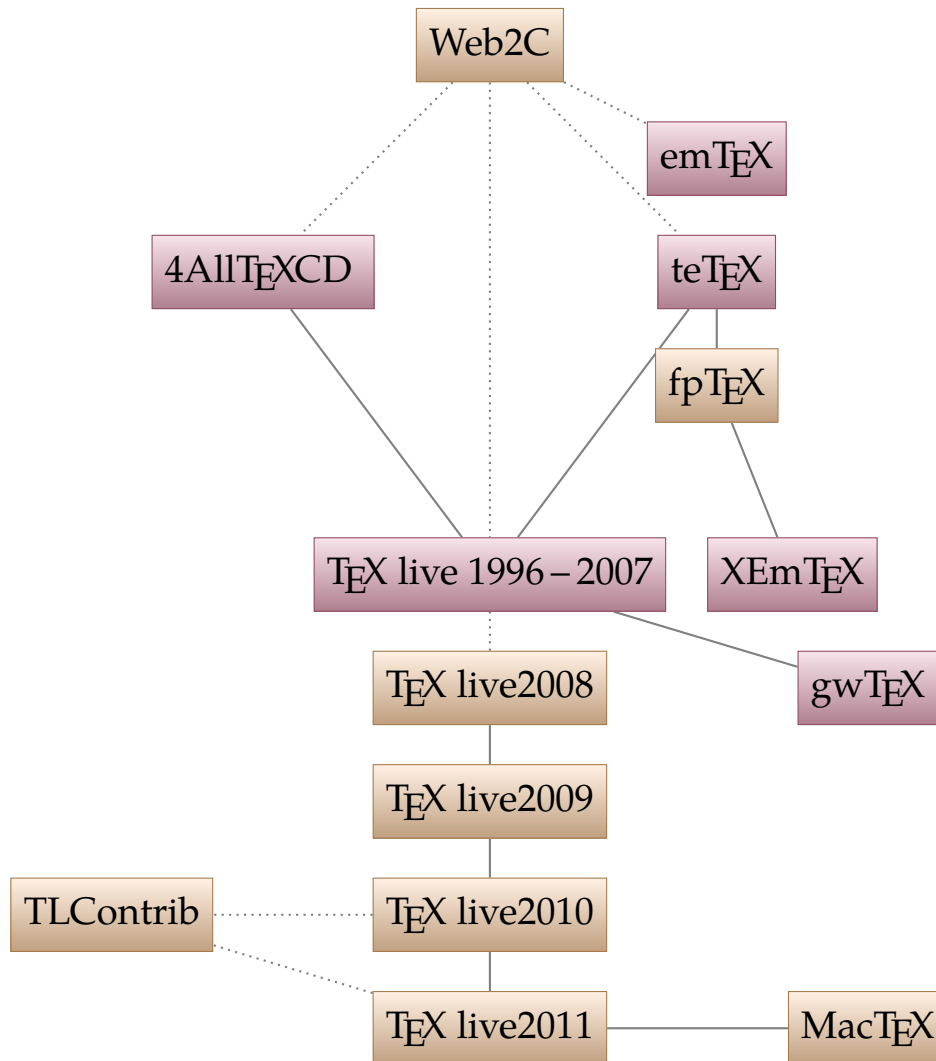 Web2C
emTEX
4AllTEXCD
teTEX
fpTEX
TEX live 1996–2007
XEmTEX
TEX live2008
gwTEX
TEX live2009
TLContrib
TEX live2010
TEX live2011
MacTEX